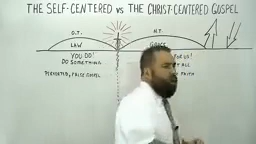 THE SELF-CENTERED VS THE CHRIST-CENTERED GOSPEL
O.T.
N.T.
LAW
GRACE
YOU DO!
FOR US!
DO SOMETHING
ALL
PERVERTED, FALSE GOSPEL
FAITH